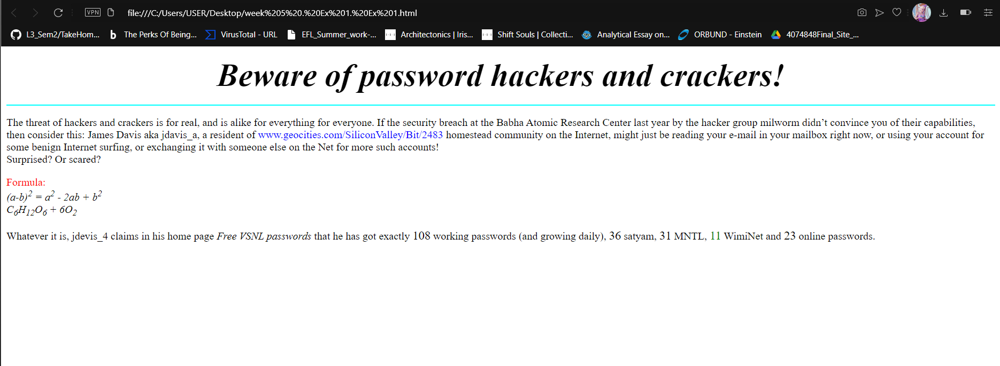 VPN file:///C:/Users/USER/Desktop/week%205%20.%20Ex%201.%20Ex%201.html
L3_Sem2/TakeHom... b The Perks Of Being... VirusTotal - URL EFL_Summer_work-... Architectonics | Iris... Shift Souls | Collecti... Analytical Essay on... ORBUND - Einstein 4074848Final_Site_...
Beware of password hackers and crackers!
The threat of hackers and crackers is for real, and is alike for everything for everyone. If the security breach at the Babha Atomic Research Center last year by the hacker group milworm didn’t convince you of their capabilities,
then consider this: James Davis aka jdavis_a, a resident of www.geocities.com/SiliconValley/Bit/2483 homestead community on the Internet, might just be reading your e-mail in your mailbox right now, or using your account for
some benign Internet surfing, or exchanging it with someone else on the Net for more such accounts!
Surprised? Or scared?
Formula:
(a-b)² = a² - 2ab + b²
C₆H₁₂O₆ + 6O₂
Whatever it is, jdevis_4 claims in his home page Free VSNL passwords that he has got exactly 108 working passwords (and growing daily), 36 satyam, 31 MNTL, 11 WimiNet and 23 online passwords.